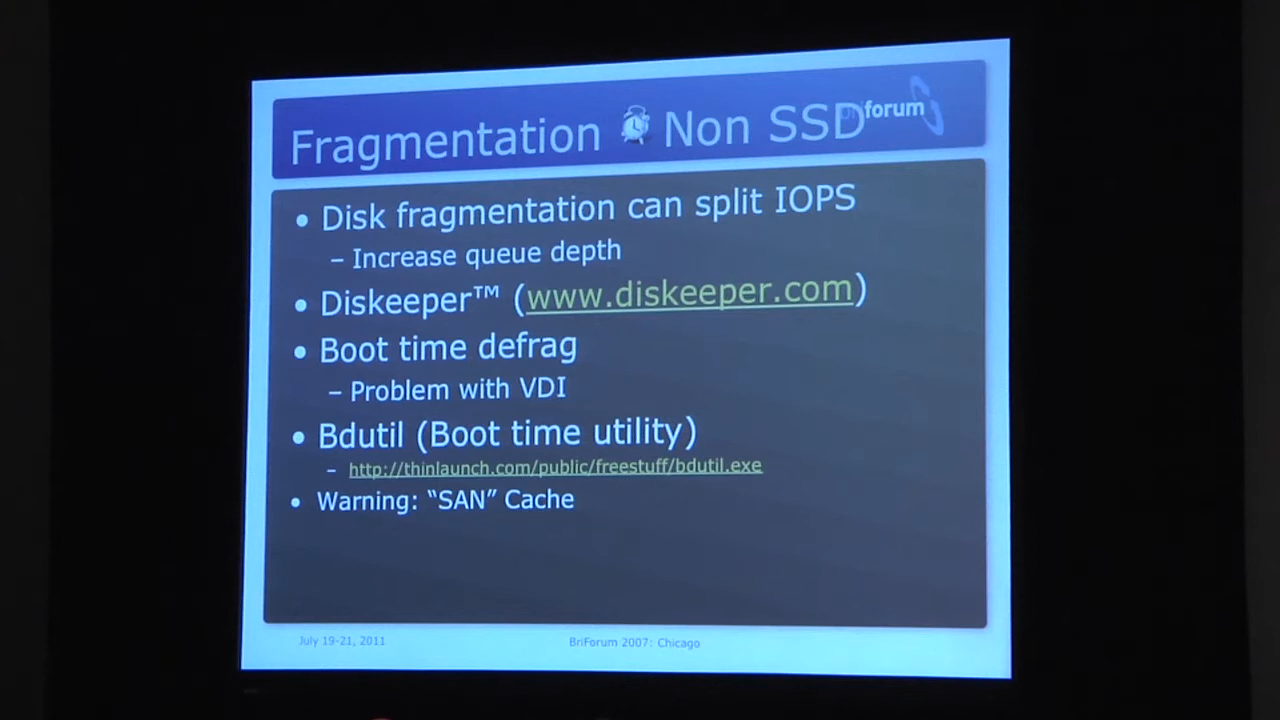 Fragmentation Non SSD
Briforum
• Disk fragmentation can split IOPS
– Increase queue depth
• Diskeeper™ (www.diskeeper.com)
• Boot time defrag
– Problem with VDI
• Bdutil (Boot time utility)
– http://thinlaunch.com/public/freestuff/bdutil.exe
• Warning: “SAN” Cache
July 19-21, 2011
BriForum 2007: Chicago